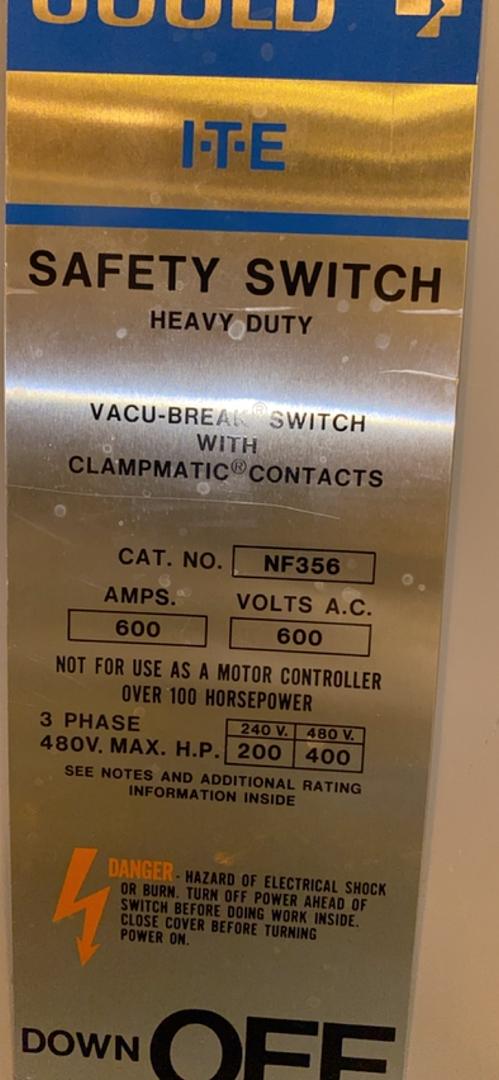 GOULD
I-T-E
SAFETY SWITCH
HEAVY DUTY
VACU-BREAK® SWITCH
WITH
CLAMPMATIC® CONTACTS
CAT. NO. NF356
AMPS. VOLTS A.C.
600 600
NOT FOR USE AS A MOTOR CONTROLLER
OVER 100 HORSEPOWER
3 PHASE 240 V. 480 V.
480V. MAX. H.P. 200 400
SEE NOTES AND ADDITIONAL RATING
INFORMATION INSIDE
DANGER - HAZARD OF ELECTRICAL SHOCK
OR BURN. TURN OFF POWER AHEAD OF
SWITCH BEFORE DOING WORK INSIDE.
CLOSE COVER BEFORE TURNING
POWER ON.
DOWN OFF